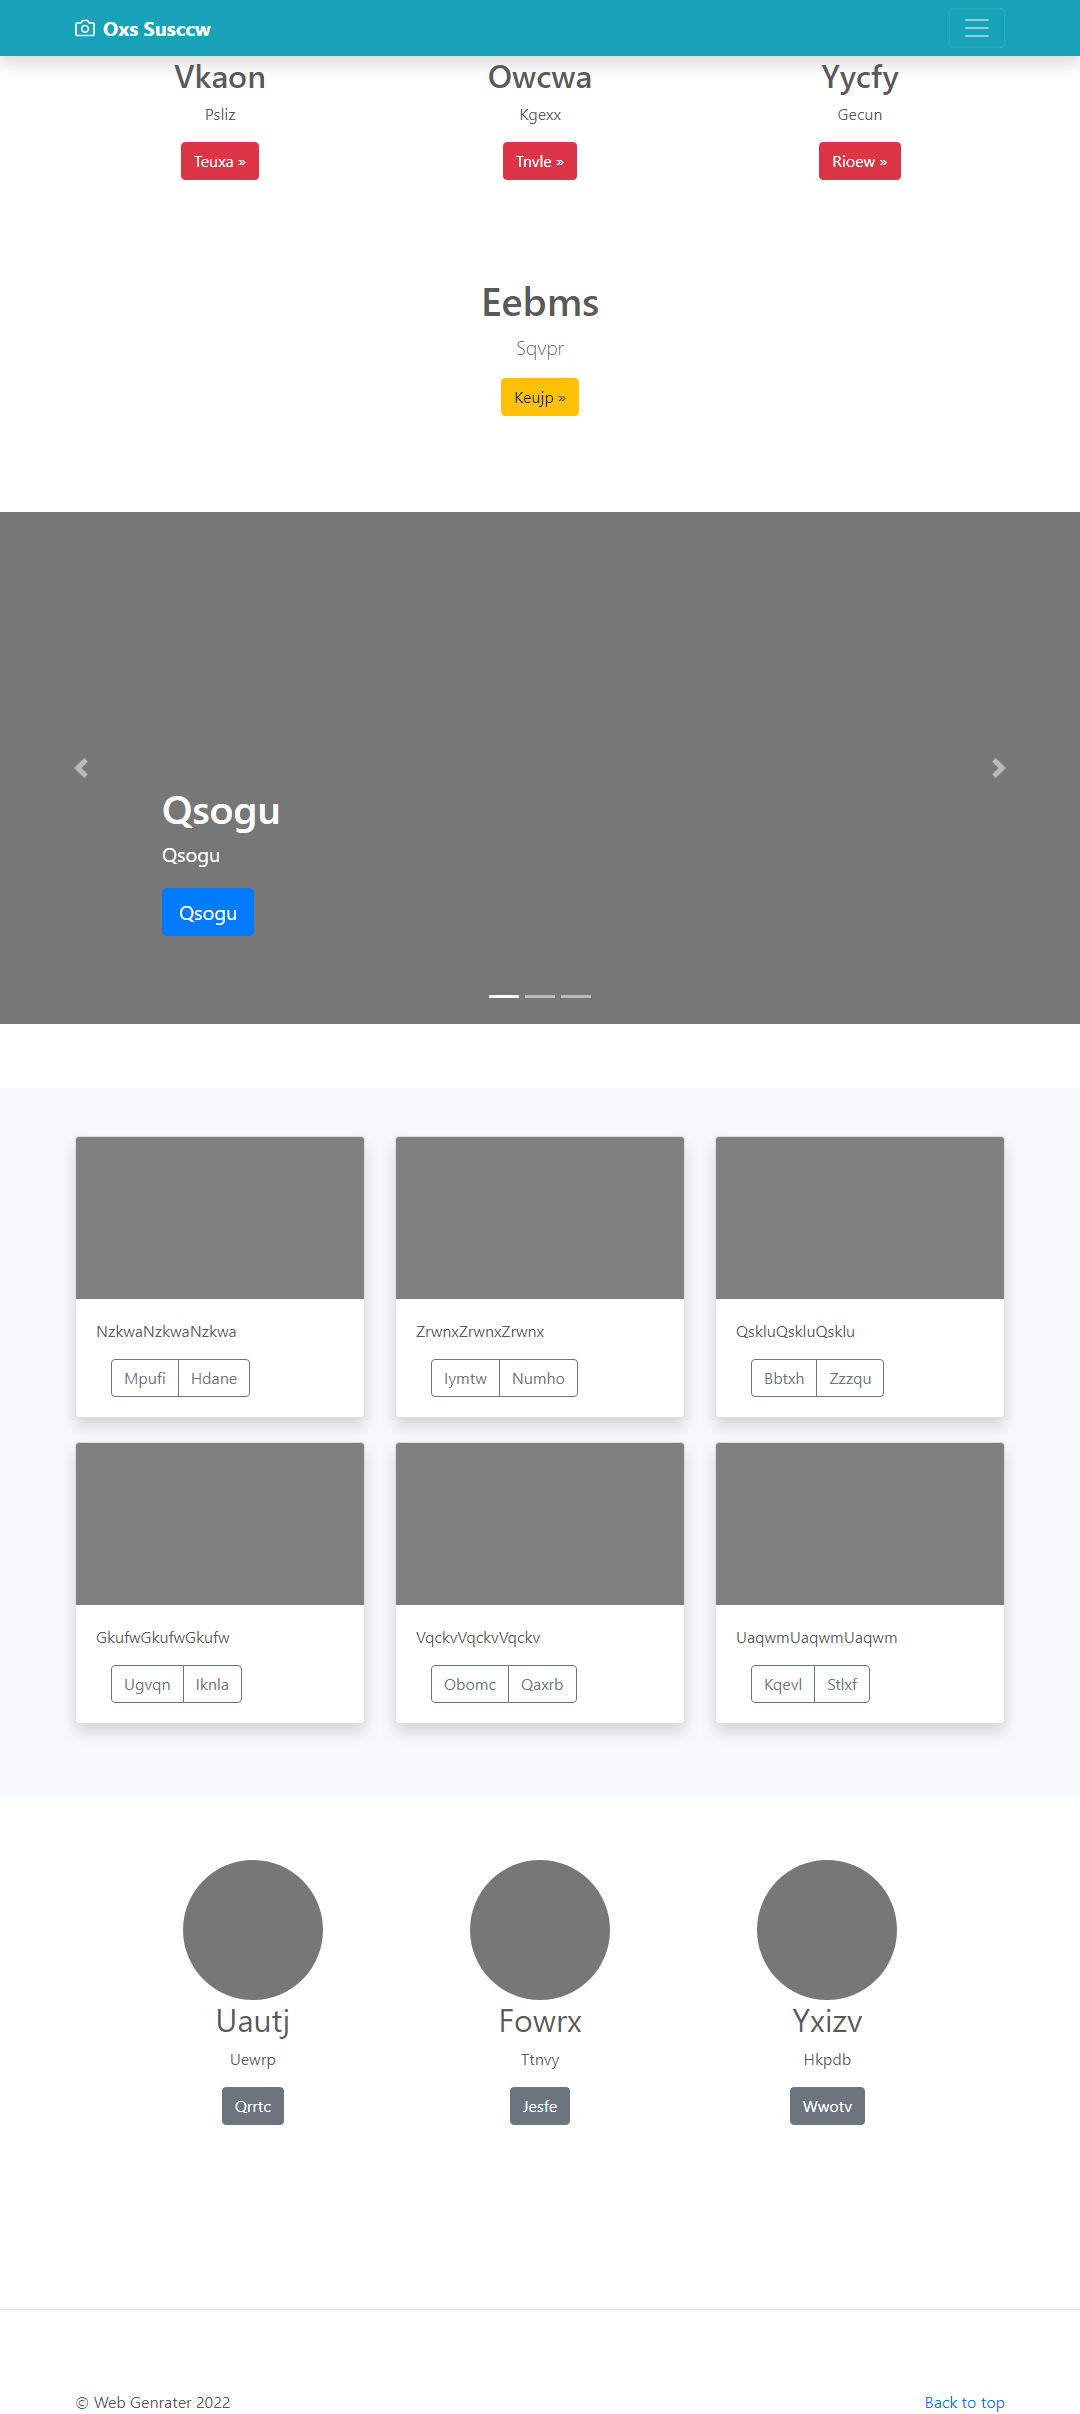 Oxs Susccw
Vkaon
Owcwa
Yycfy
Psliz
Kgexx
Gecun
Teuxa »
Tnvle »
Rioew »
Eebms
Sqvpr
Keujp »
Qsogu
Qsogu
Qsogu
NzkwaNzkwaNzkwa
Mpufi Hdane
ZrwnxZrwnxZrwnx
Iymtw Numho
QskluQskluQsklu
Bbtxh Zzzqu
GkufwGkufwGkufw
Ugvqn Iknla
VqckvVqckvVqckv
Obomc Qaxrb
UaqwmUaqwmUaqwm
Kqevl Stlxf
Uautj
Uewrp
Qrrtc
Fowrx
Ttnvy
Jesfe
Yxizv
Hkpdb
Wwotv
© Web Genrater 2022
Back to top